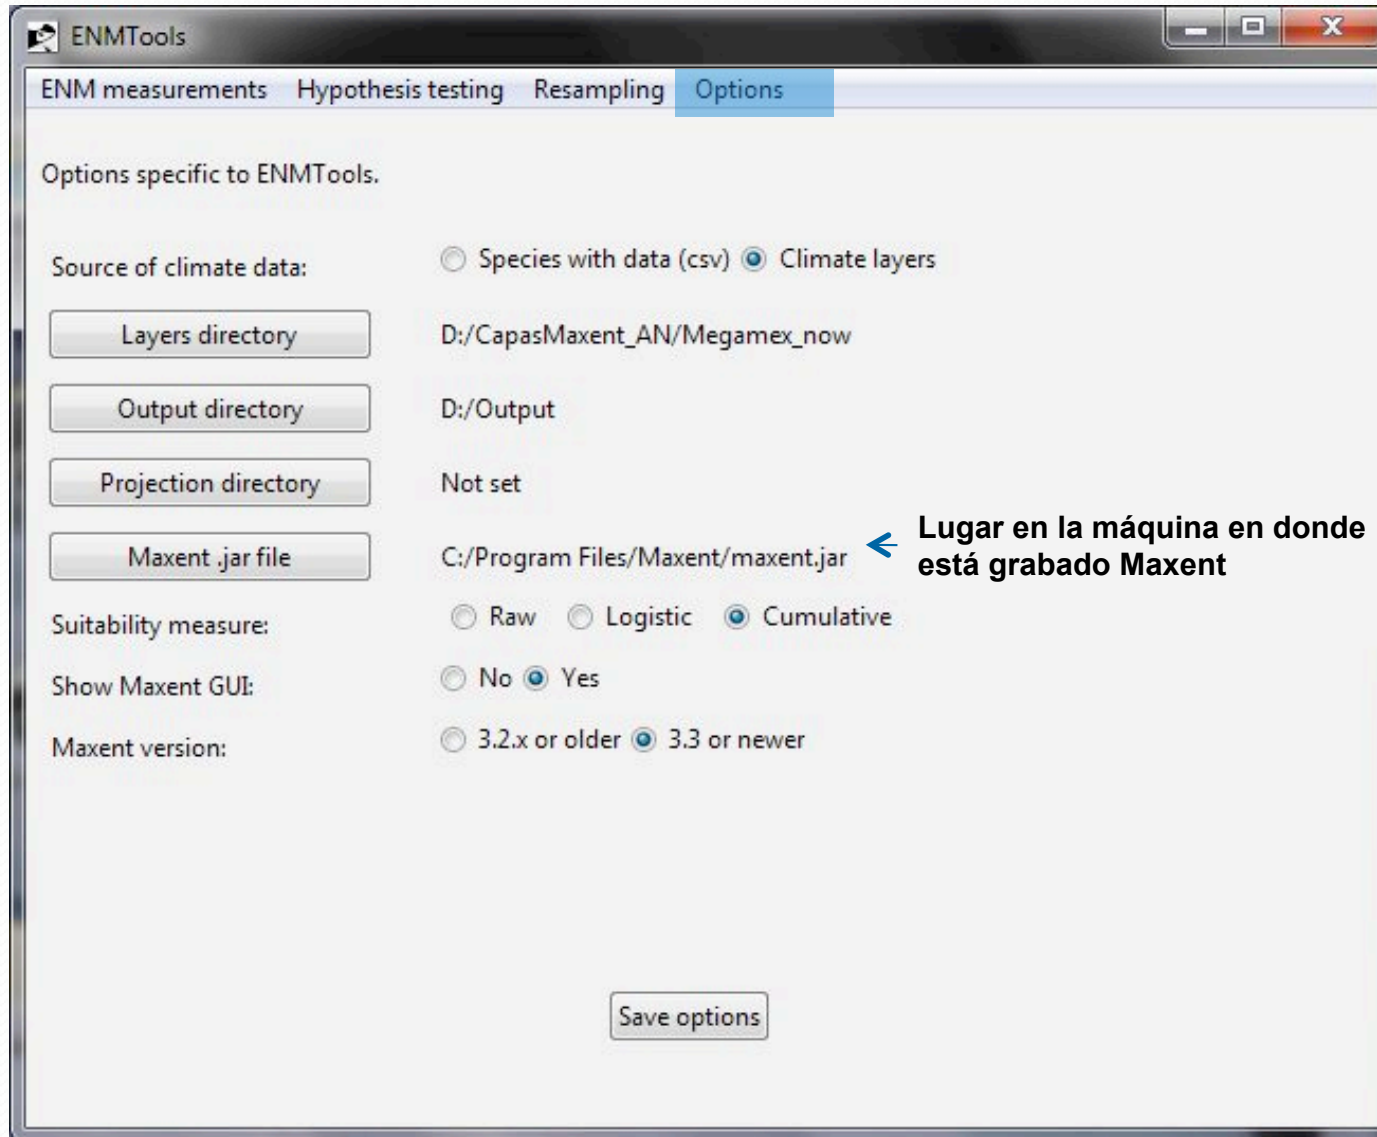 ENMTools
ENM measurements Hypothesis testing Resampling Options
Options specific to ENMTools.
Source of climate data: Species with data (csv) Climate layers
Layers directory D:/CapasMaxent_AN/Megamex_now
Output directory D:/Output
Projection directory Not set
Maxent .jar file C:/Program Files/Maxent/maxent.jar
Lugar en la máquina en donde
está grabado Maxent
Suitability measure: Raw Logistic Cumulative
Show Maxent GUI: No Yes
Maxent version: 3.2.x or older 3.3 or newer
Save options